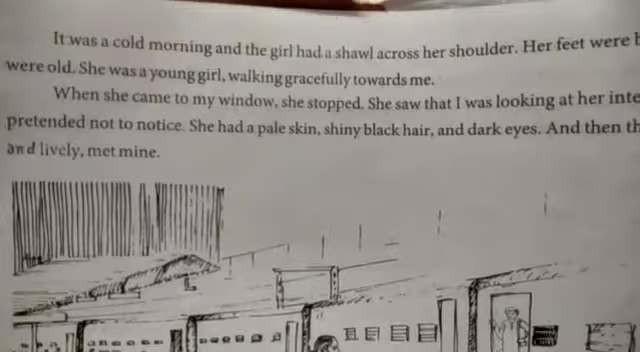 It was a cold morning and the girl had a shawl across her shoulder. Her feet were
were old. She was a young girl, walking gracefully towards me.
When she came to my window, she stopped. She saw that I was looking at her
pretended not to notice. She had a pale skin, shiny black hair, and dark eyes. And then
and lively, met mine.